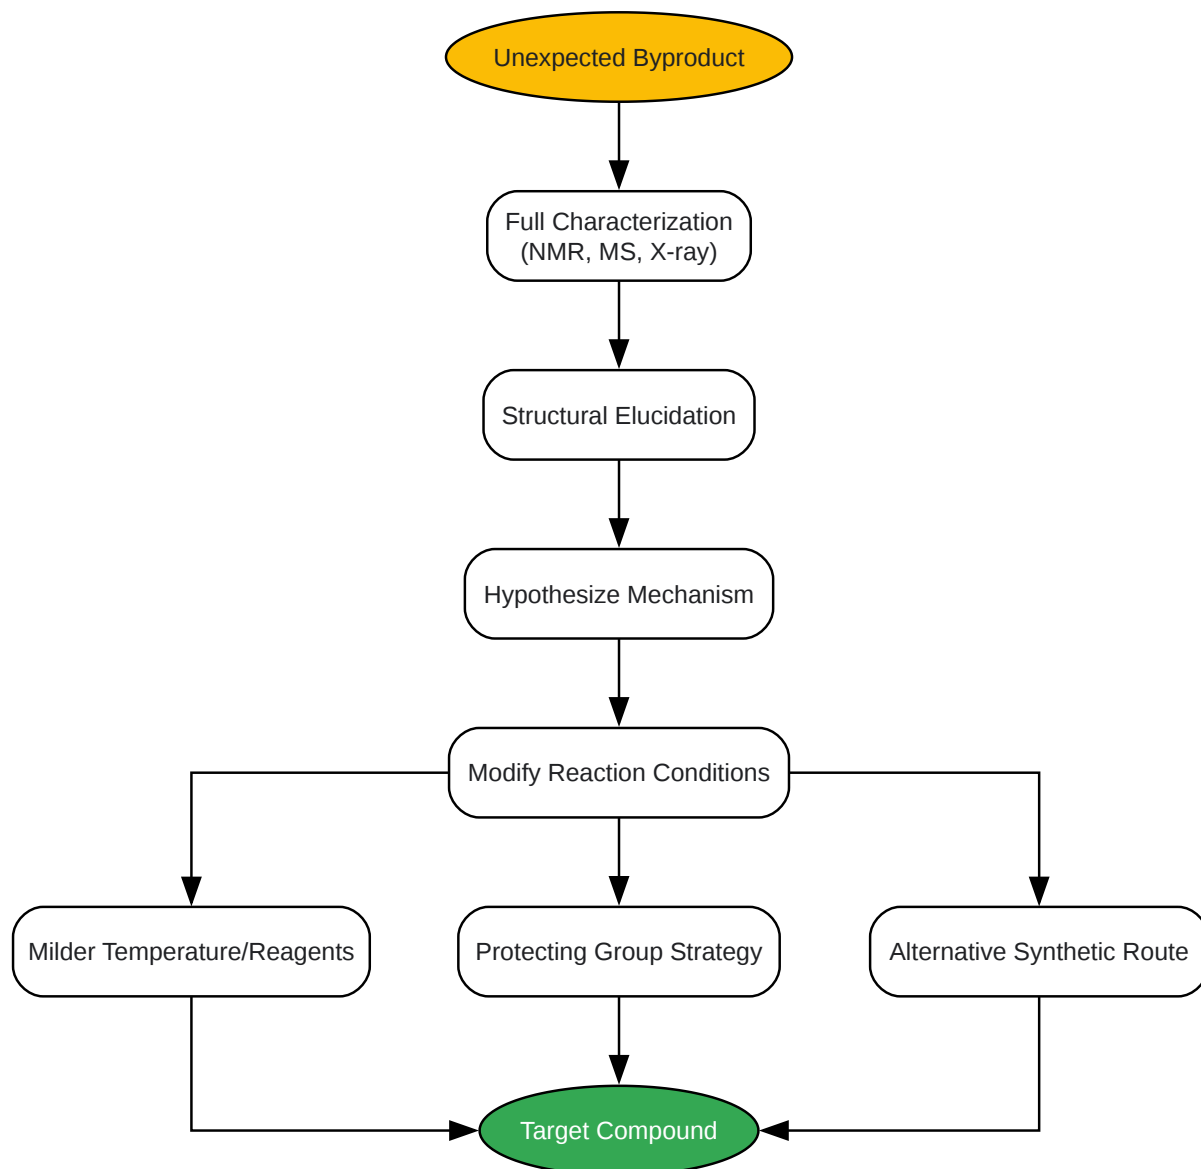 Unexpected Byproduct
Full Characterization
(NMR, MS, X-ray)
Structural Elucidation
Hypothesize Mechanism
Modify Reaction Conditions
Milder Temperature/Reagents
Protecting Group Strategy
Alternative Synthetic Route
Target Compound